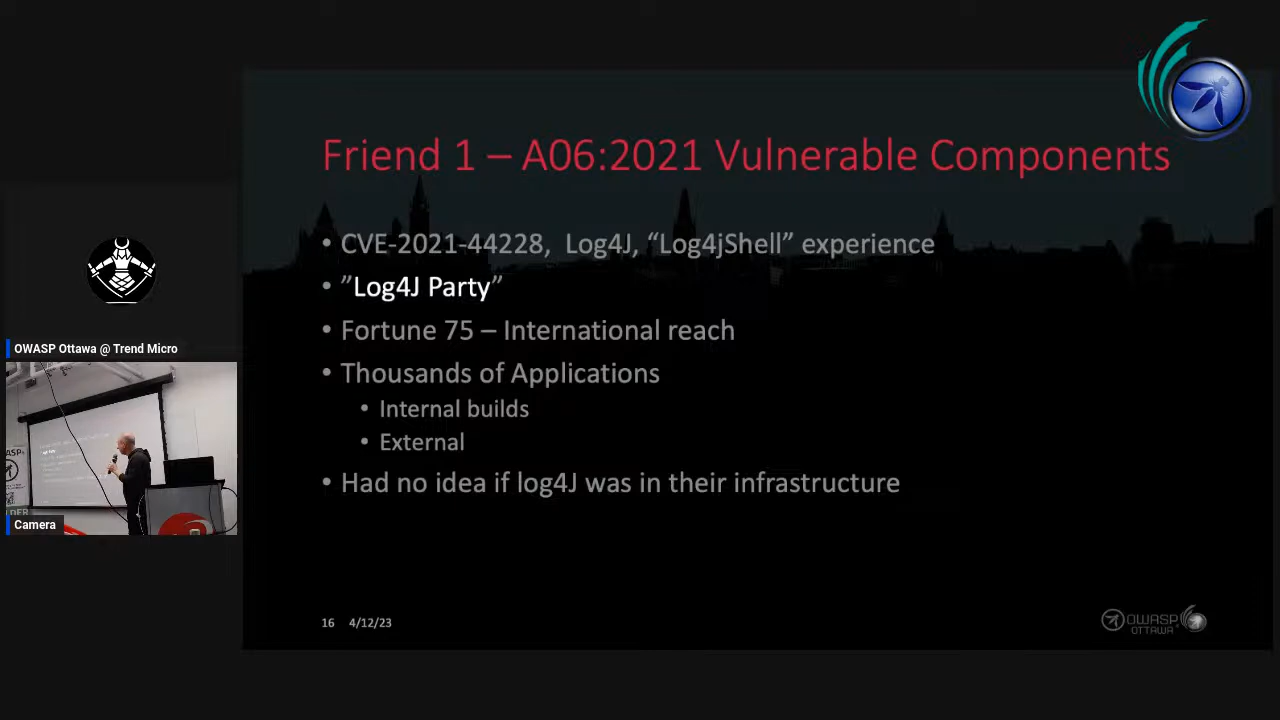 Friend 1 – A06:2021 Vulnerable Components
• CVE-2021-44228, Log4J, “Log4jShell” experience
• ”Log4J Party”
• Fortune 75 – International reach
• Thousands of Applications
• Internal builds
• External
• Had no idea if log4J was in their infrastructure
16 4/12/23
OWASP
OTTAWA
OWASP Ottawa @ Trend Micro
Camera